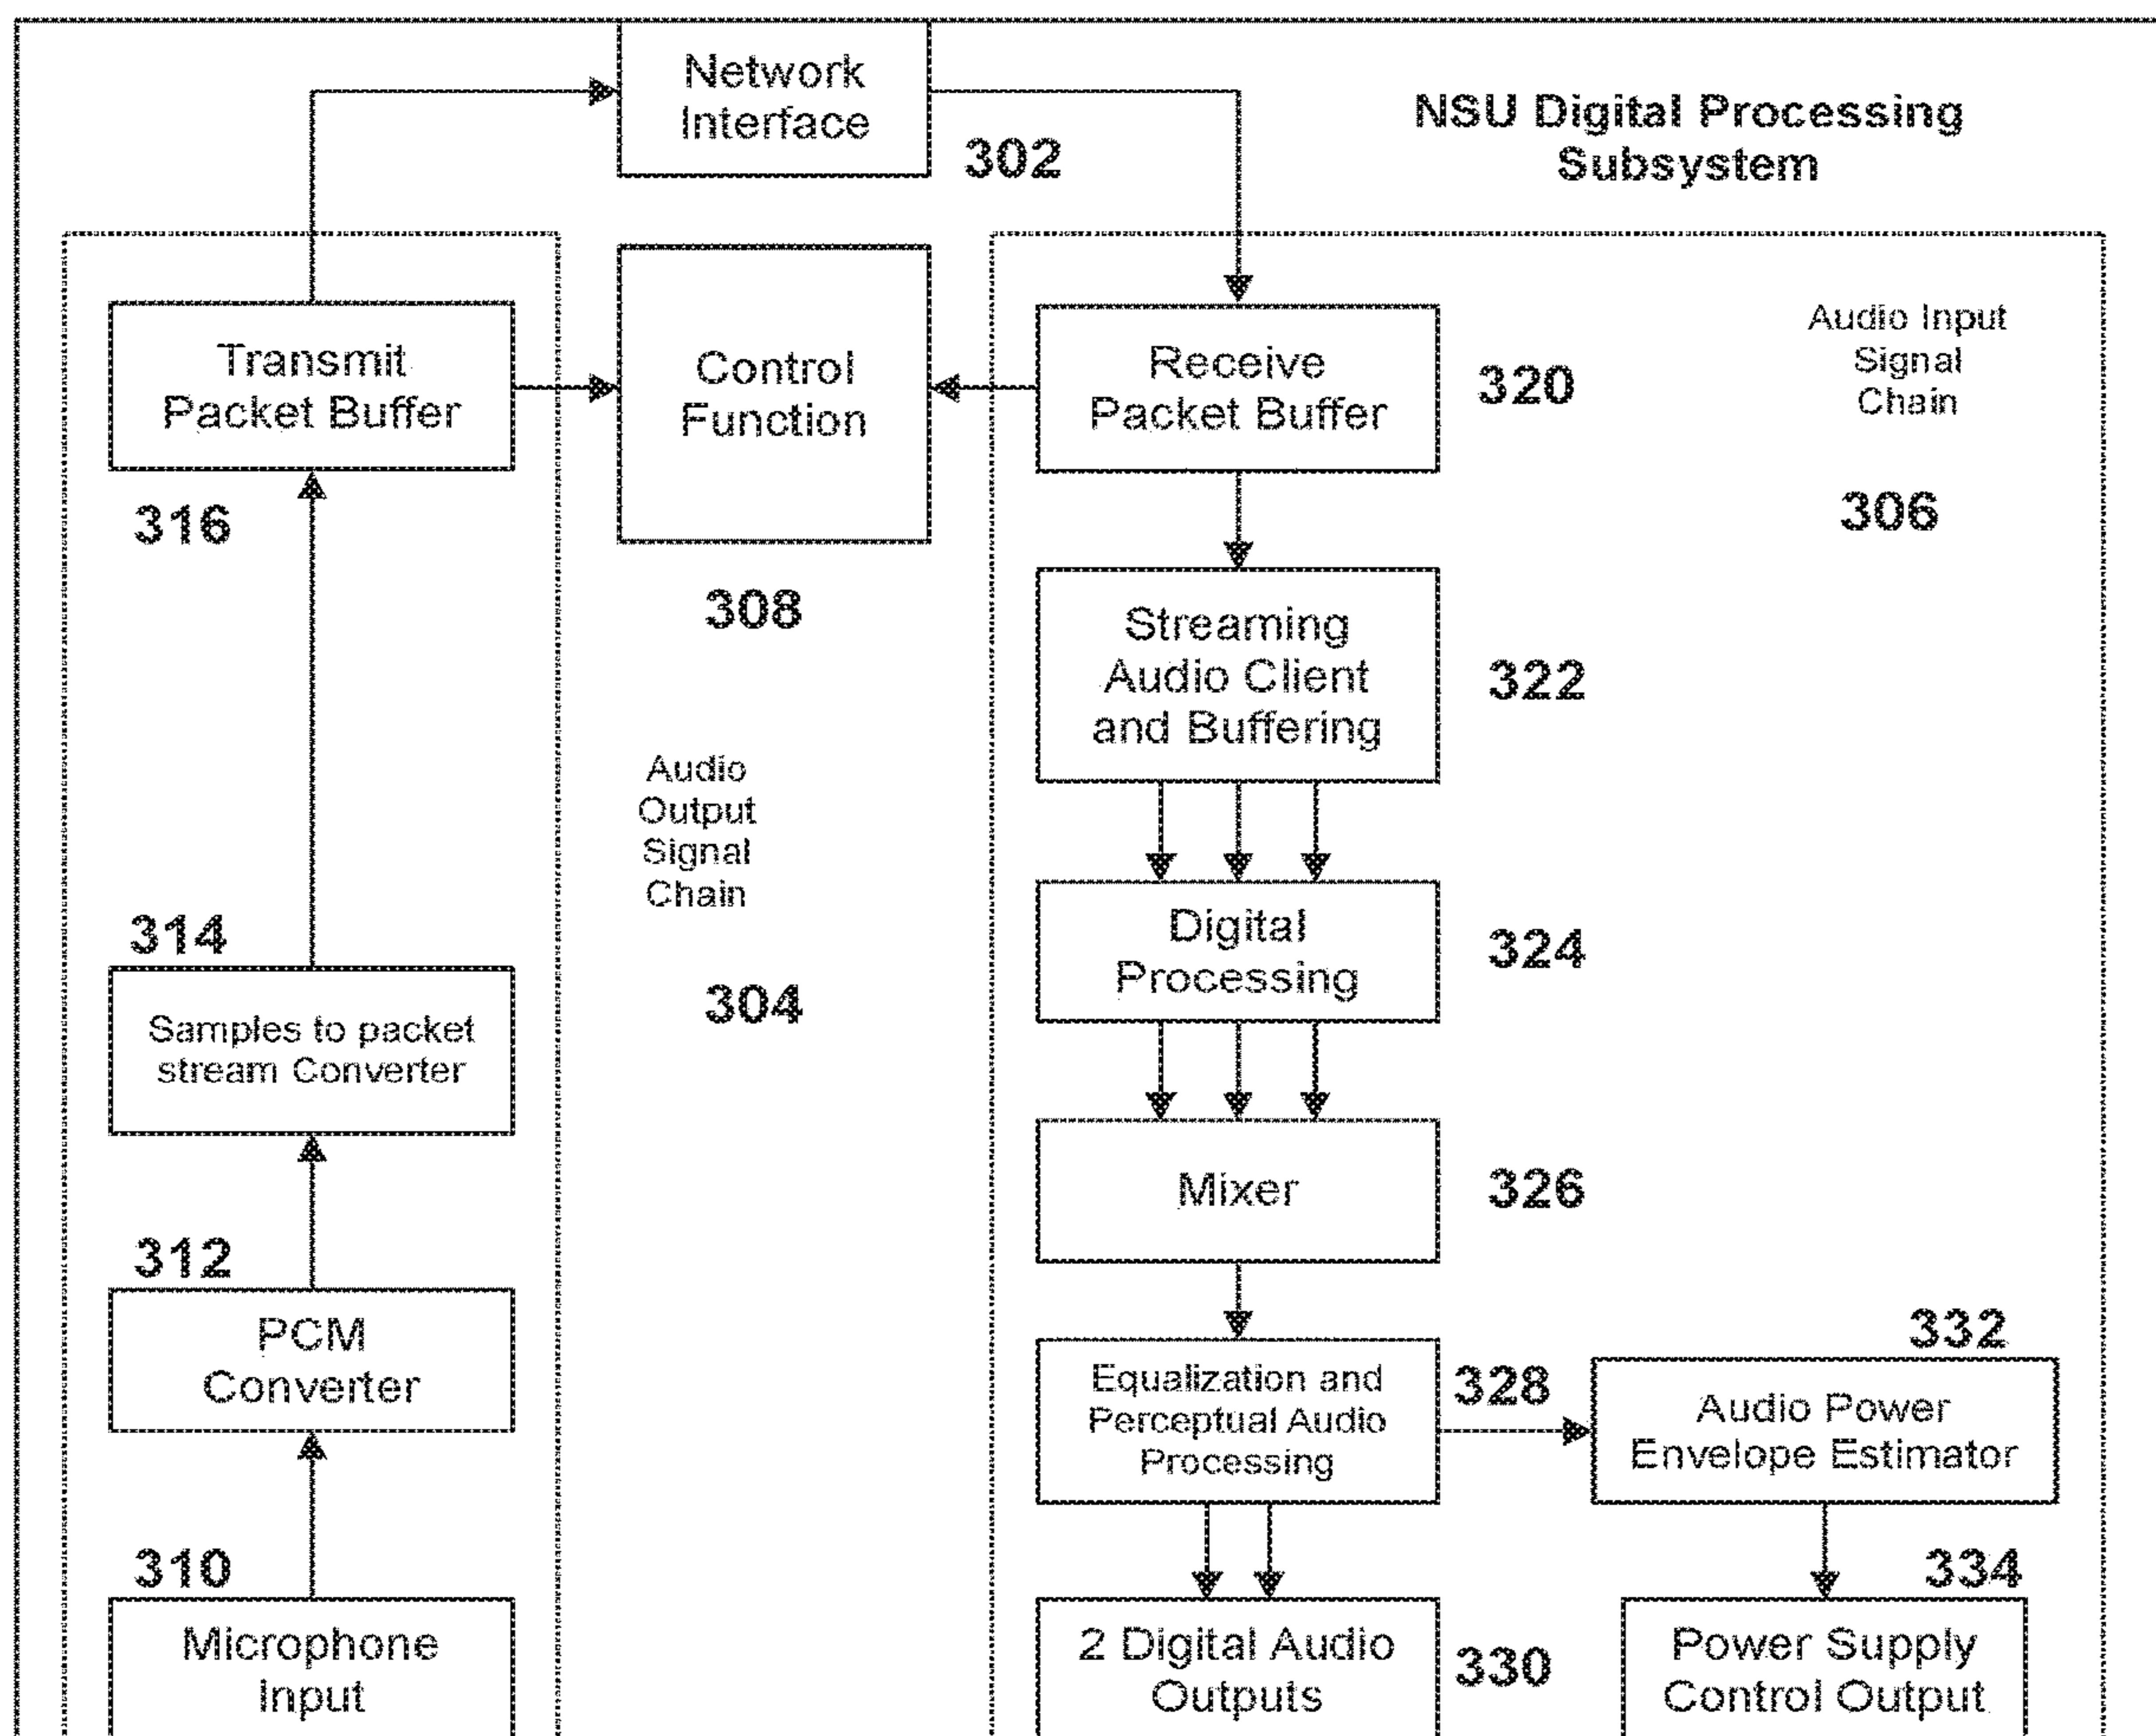 Network
Interface
302
NSU Digital Processing
Subsystem
Transmit
Packet Buffer
316
Control
Function
308
Receive
Packet Buffer
320
Audio Input
Signal
Chain
306
Streaming
Audio Client
and Buffering
322
Audio
Output
Signal
Chain
304
Digital
Processing
324
314
Samples to packet
stream Converter
Mixer
326
312
PCM
Converter
Equalization and
Perceptual Audio
Processing
328
332
Audio Power
Envelope Estimator
310
Microphone
Input
2 Digital Audio
Outputs
330
334
Power Supply
Control Output